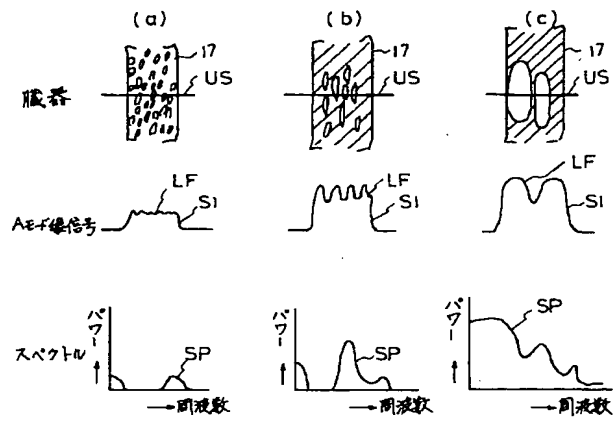 (a) (b) (c)
17 17 17
US US US
臓器
LF LF LF
Aモード様信号 S1 S1 S1
SP SP SP
スペクトル パワー パワー パワー
周波数 周波数 周波数